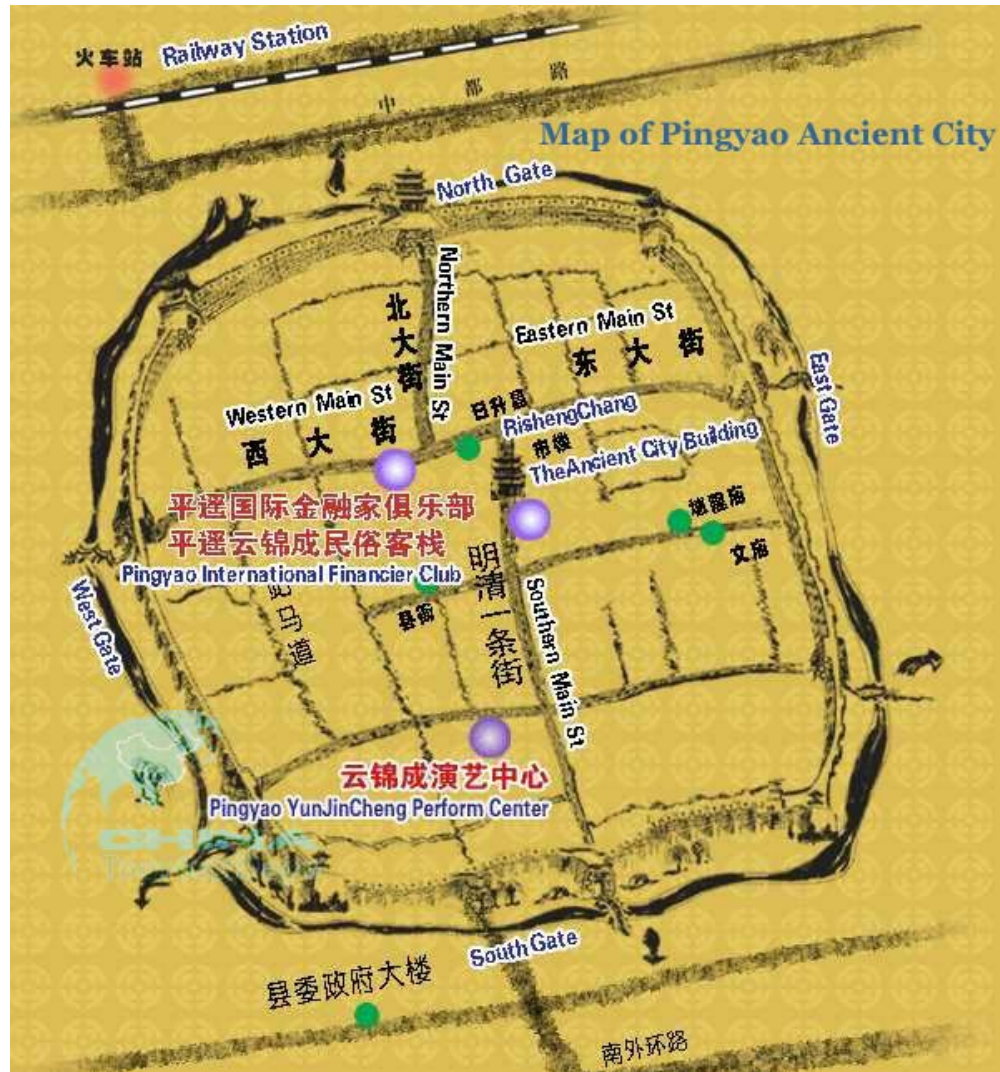 火车站
Railway Station
中都路
Map of Pingyao Ancient City
North Gate
Northern Main St
北大街
Eastern Main St
东大街
East Gate
Western Main St
西大街
日升昌
RishengChang
市楼
TheAncient City Building
平遥国际金融家俱乐部
平遥云锦成民俗客栈
Pingyao International Financier Club
城隍庙
文庙
县衙
马道
明清一条街
Southern Main St
West Gate
云锦成演艺中心
Pingyao YunJinCheng Perform Center
CHINA
South Gate
县委政府大楼
南外环路